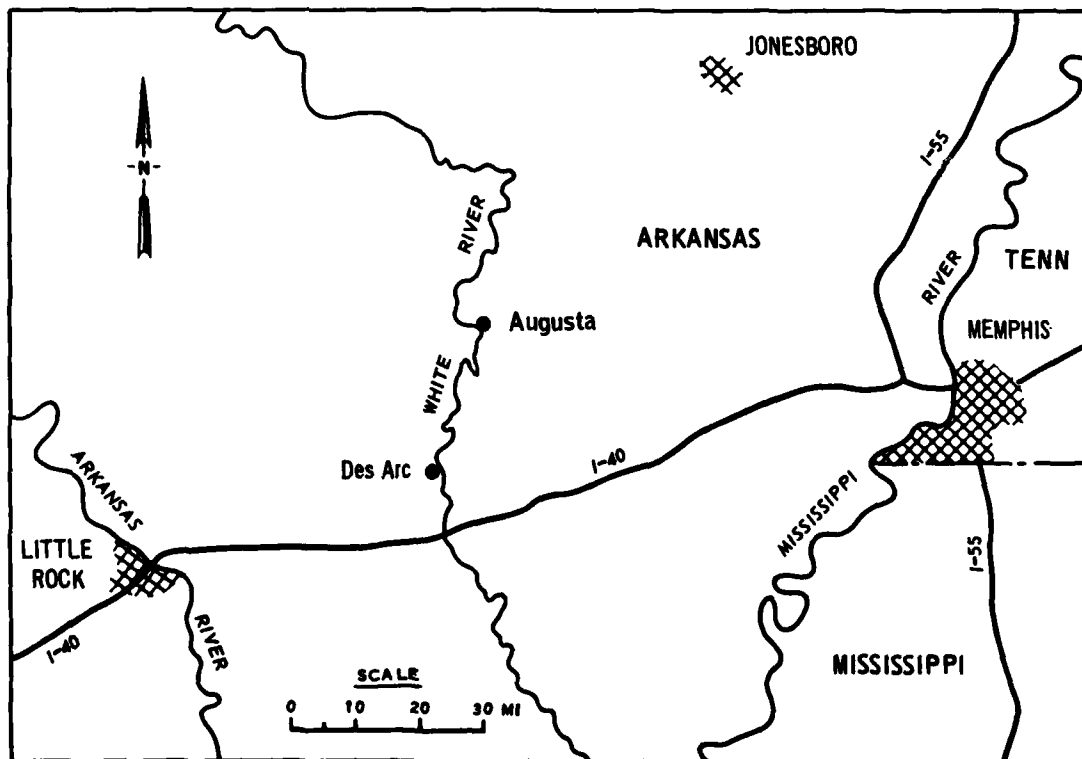 JONESBORO
I-55
N
RIVER
ARKANSAS
RIVER
TENN
Augusta
MEMPHIS
WHITE
Des Arc
I-40
ARKANSAS
MISSISSIPPI
LITTLE
ROCK
I-55
I-40
RIVER
MISSISSIPPI
SCALE
0 10 20 30 MI